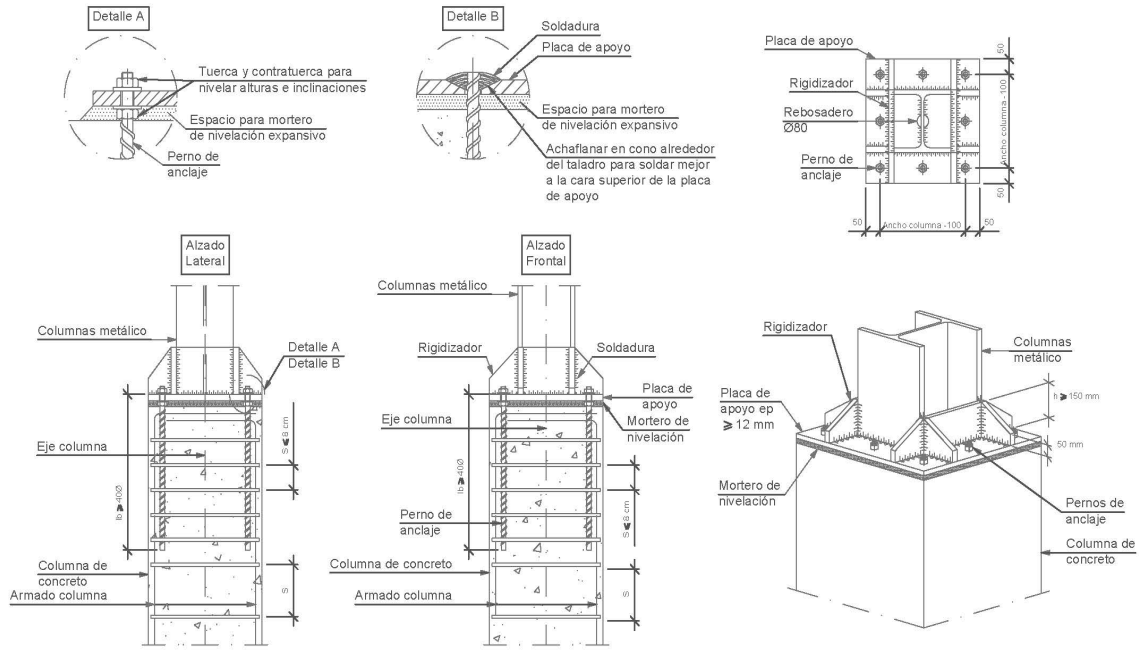 Detalle A
Tuerca y contratuerca para
nivelar alturas e inclinaciones
Espacio para mortero
de nivelación expansivo
Perno de
anclaje
Detalle B
Soldadura
Placa de apoyo
Espacio para mortero
de nivelación expansivo
Achaflanar en cono alrededor
del taladro para soldar mejor
a la cara superior de la placa
de apoyo
Placa de apoyo
Rigidizador
Rebosadero
Ø80
Perno de
anclaje
50
Ancho columna -100
50
50
Ancho columna -100
50
Alzado
Lateral
Columnas metálico
Detalle A
Detalle B
Eje columna
lb ⩾ 40Ø
S ⩽ 8 cm
Columna de
concreto
Armado columna
S
Alzado
Frontal
Columnas metálico
Rigidizador
Soldadura
Placa de
apoyo
Mortero de
nivelación
Eje columna
lb ⩾ 40Ø
Perno de
anclaje
S ⩽ 8 cm
Columna de concreto
Armado columna
S
Rigidizador
Columnas
metálico
Placa de
apoyo ep
⩾ 12 mm
h ⩾ 150 mm
50 mm
Mortero de
nivelación
Pernos de
anclaje
Columna de
concreto